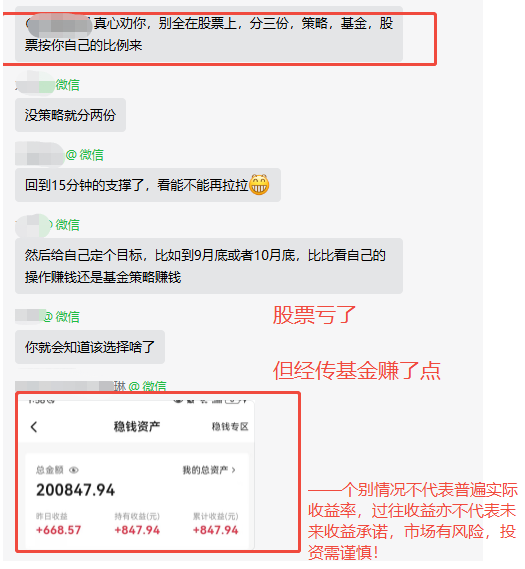 真心劝你，别全在股票上，分三份，策略，基金，股
票按你自己的比例来
@ 微信
没策略就分两份
@ 微信
回到15分钟的支撑了，看能不能再拉拉
@ 微信
然后给自己定个目标，比如到9月底或者10月底，比比看自己的
操作赚钱还是基金策略赚钱
股票亏了
@ 微信
你就会知道该选择啥了
但经传基金赚了点
琳 @ 微信
稳钱资产
稳钱专区
总金额
我的总资产 >
200847.94
昨日收益
持有收益(元)
累计收益(元)
+668.57
+847.94
+847.94
——个别情况不代表普遍实际
收益率，过往收益亦不代表未
来收益承诺，市场有风险，投
资需谨慎！